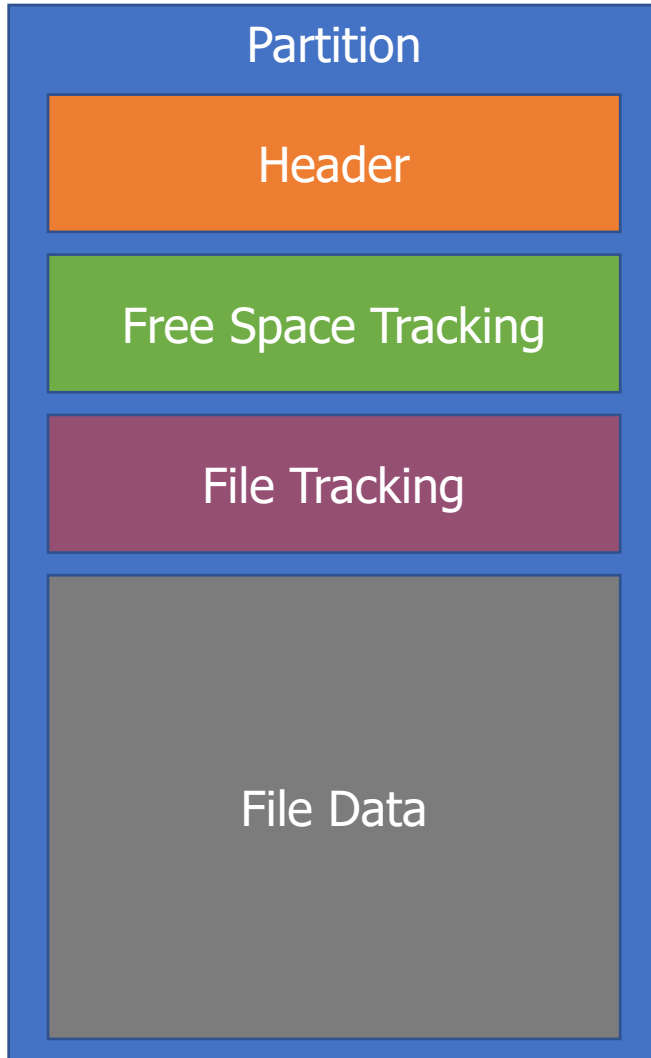 Partition
Header
Free Space Tracking
File Tracking
File Data